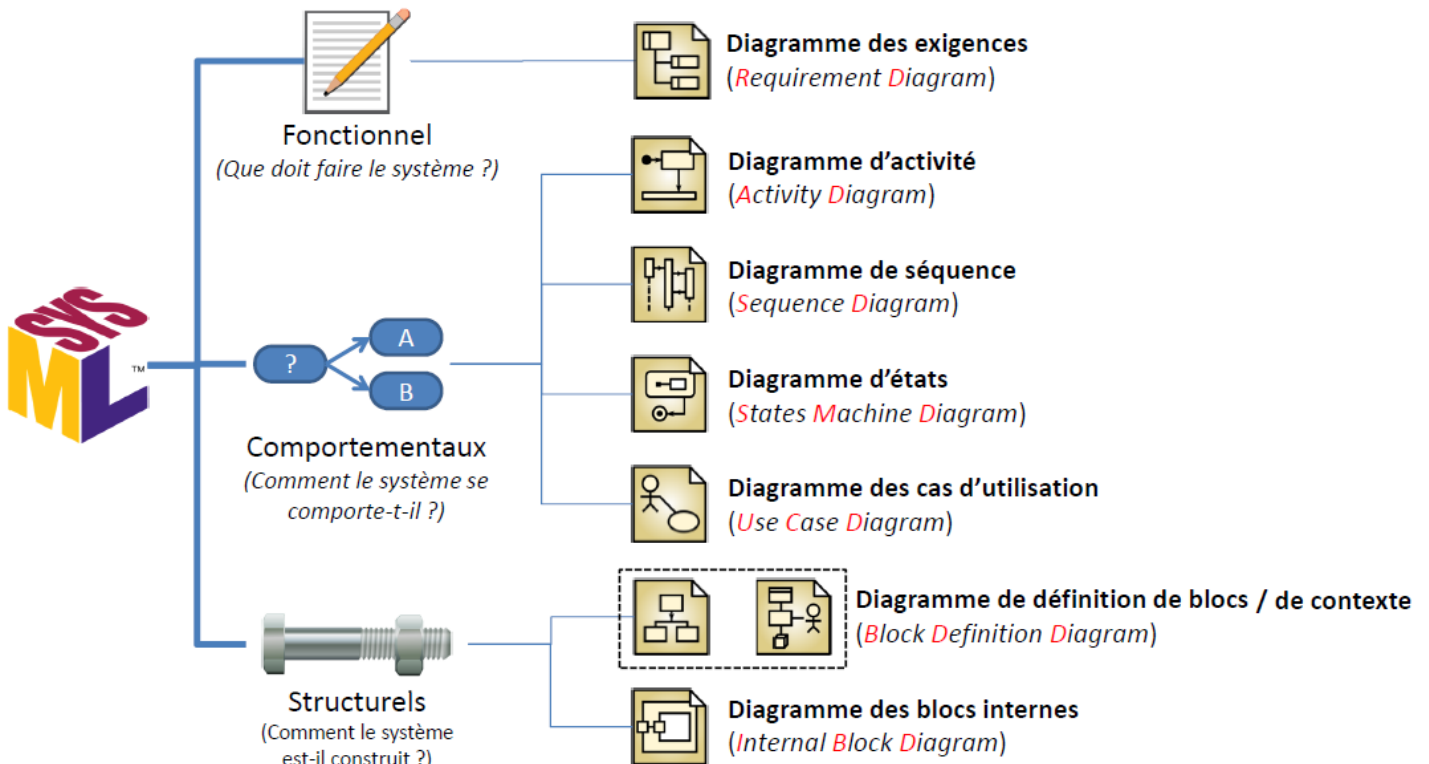 Diagramme des exigences
(Requirement Diagram)
Fonctionnel
(Que doit faire le système ?)
Diagramme d’activité
(Activity Diagram)
Diagramme de séquence
(Sequence Diagram)
SYS
ML™
?
A
B
Diagramme d’états
(States Machine Diagram)
Comportementaux
(Comment le système se
comporte-t-il ?)
Diagramme des cas d’utilisation
(Use Case Diagram)
Diagramme de définition de blocs / de contexte
(Block Definition Diagram)
Structurels
(Comment le système
est-il construit ?)
Diagramme des blocs internes
(Internal Block Diagram)